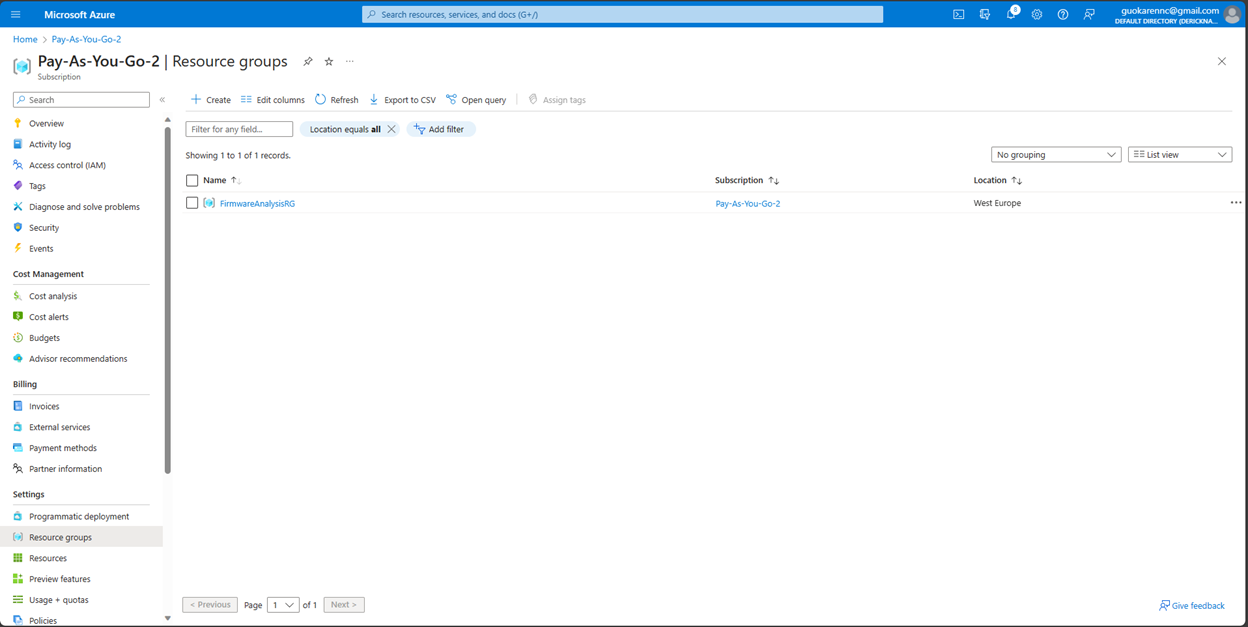 Microsoft Azure
Search resources, services, and docs (G+/)
8
guokarennc@gmail.com
DEFAULT DIRECTORY (DERICKNA...
Home > Pay-As-You-Go-2
Pay-As-You-Go-2 | Resource groups
Subscription
Search
Create
Edit columns
Refresh
Export to CSV
Open query
Assign tags
Filter for any field...
Location equals all
Add filter
Showing 1 to 1 of 1 records.
No grouping
List view
Name
Subscription
Location
FirmwareAnalysisRG
Pay-As-You-Go-2
West Europe
Overview
Activity log
Access control (IAM)
Tags
Diagnose and solve problems
Security
Events
Cost Management
Cost analysis
Cost alerts
Budgets
Advisor recommendations
Billing
Invoices
External services
Payment methods
Partner information
Settings
Programmatic deployment
Resource groups
Resources
Preview features
Usage + quotas
Policies
< Previous
Page 1 of 1
Next >
Give feedback